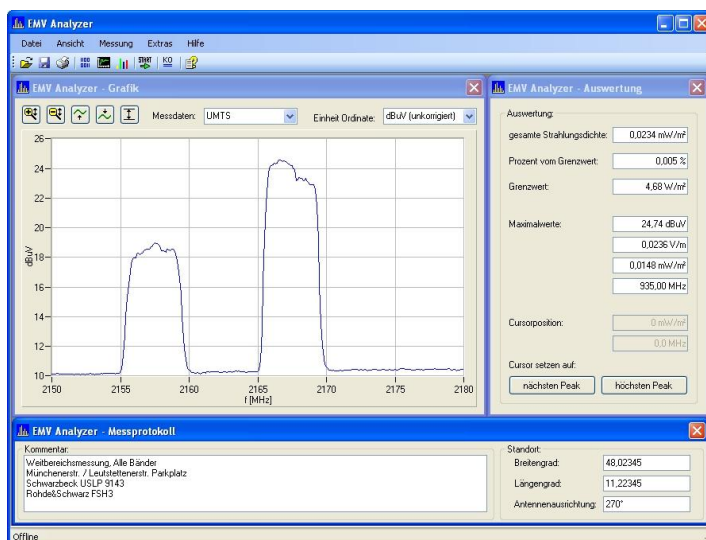 EMV Analyzer
Datei Ansicht Messung Extras Hilfe
START KO
EMV Analyzer - Grafik
Messdaten: UMTS Einheit Ordinate: dBuV (unkorrigiert)
26
24
22
20
18
16
14
12
10
dBuV
2150 2155 2160 2165 2170 2175 2180
f [MHz]
EMV Analyzer - Auswertung
Auswertung:
gesamte Strahlungsdichte: 0,0234 mW/m²
Prozent vom Grenzwert: 0,005 %
Grenzwert: 4,68 W/m²
Maximalwerte: 24,74 dBuV
0,0236 V/m
0,0148 mW/m²
935,00 MHz
Cursorposition: 0 mW/m²
0,0 MHz
Cursor setzen auf:
nächsten Peak höchsten Peak
EMV Analyzer - Messprotokoll
Kommentar:
Weitbereichsmessung, Alle Bänder
Münchenerstr. / Leutstettenerstr. Parkplatz
Schwarzbeck USLP 9143
Rohde&Schwarz FSH3
Standort:
Breitengrad: 48,02345
Längengrad: 11,22345
Antennenausrichtung: 270°
Offline